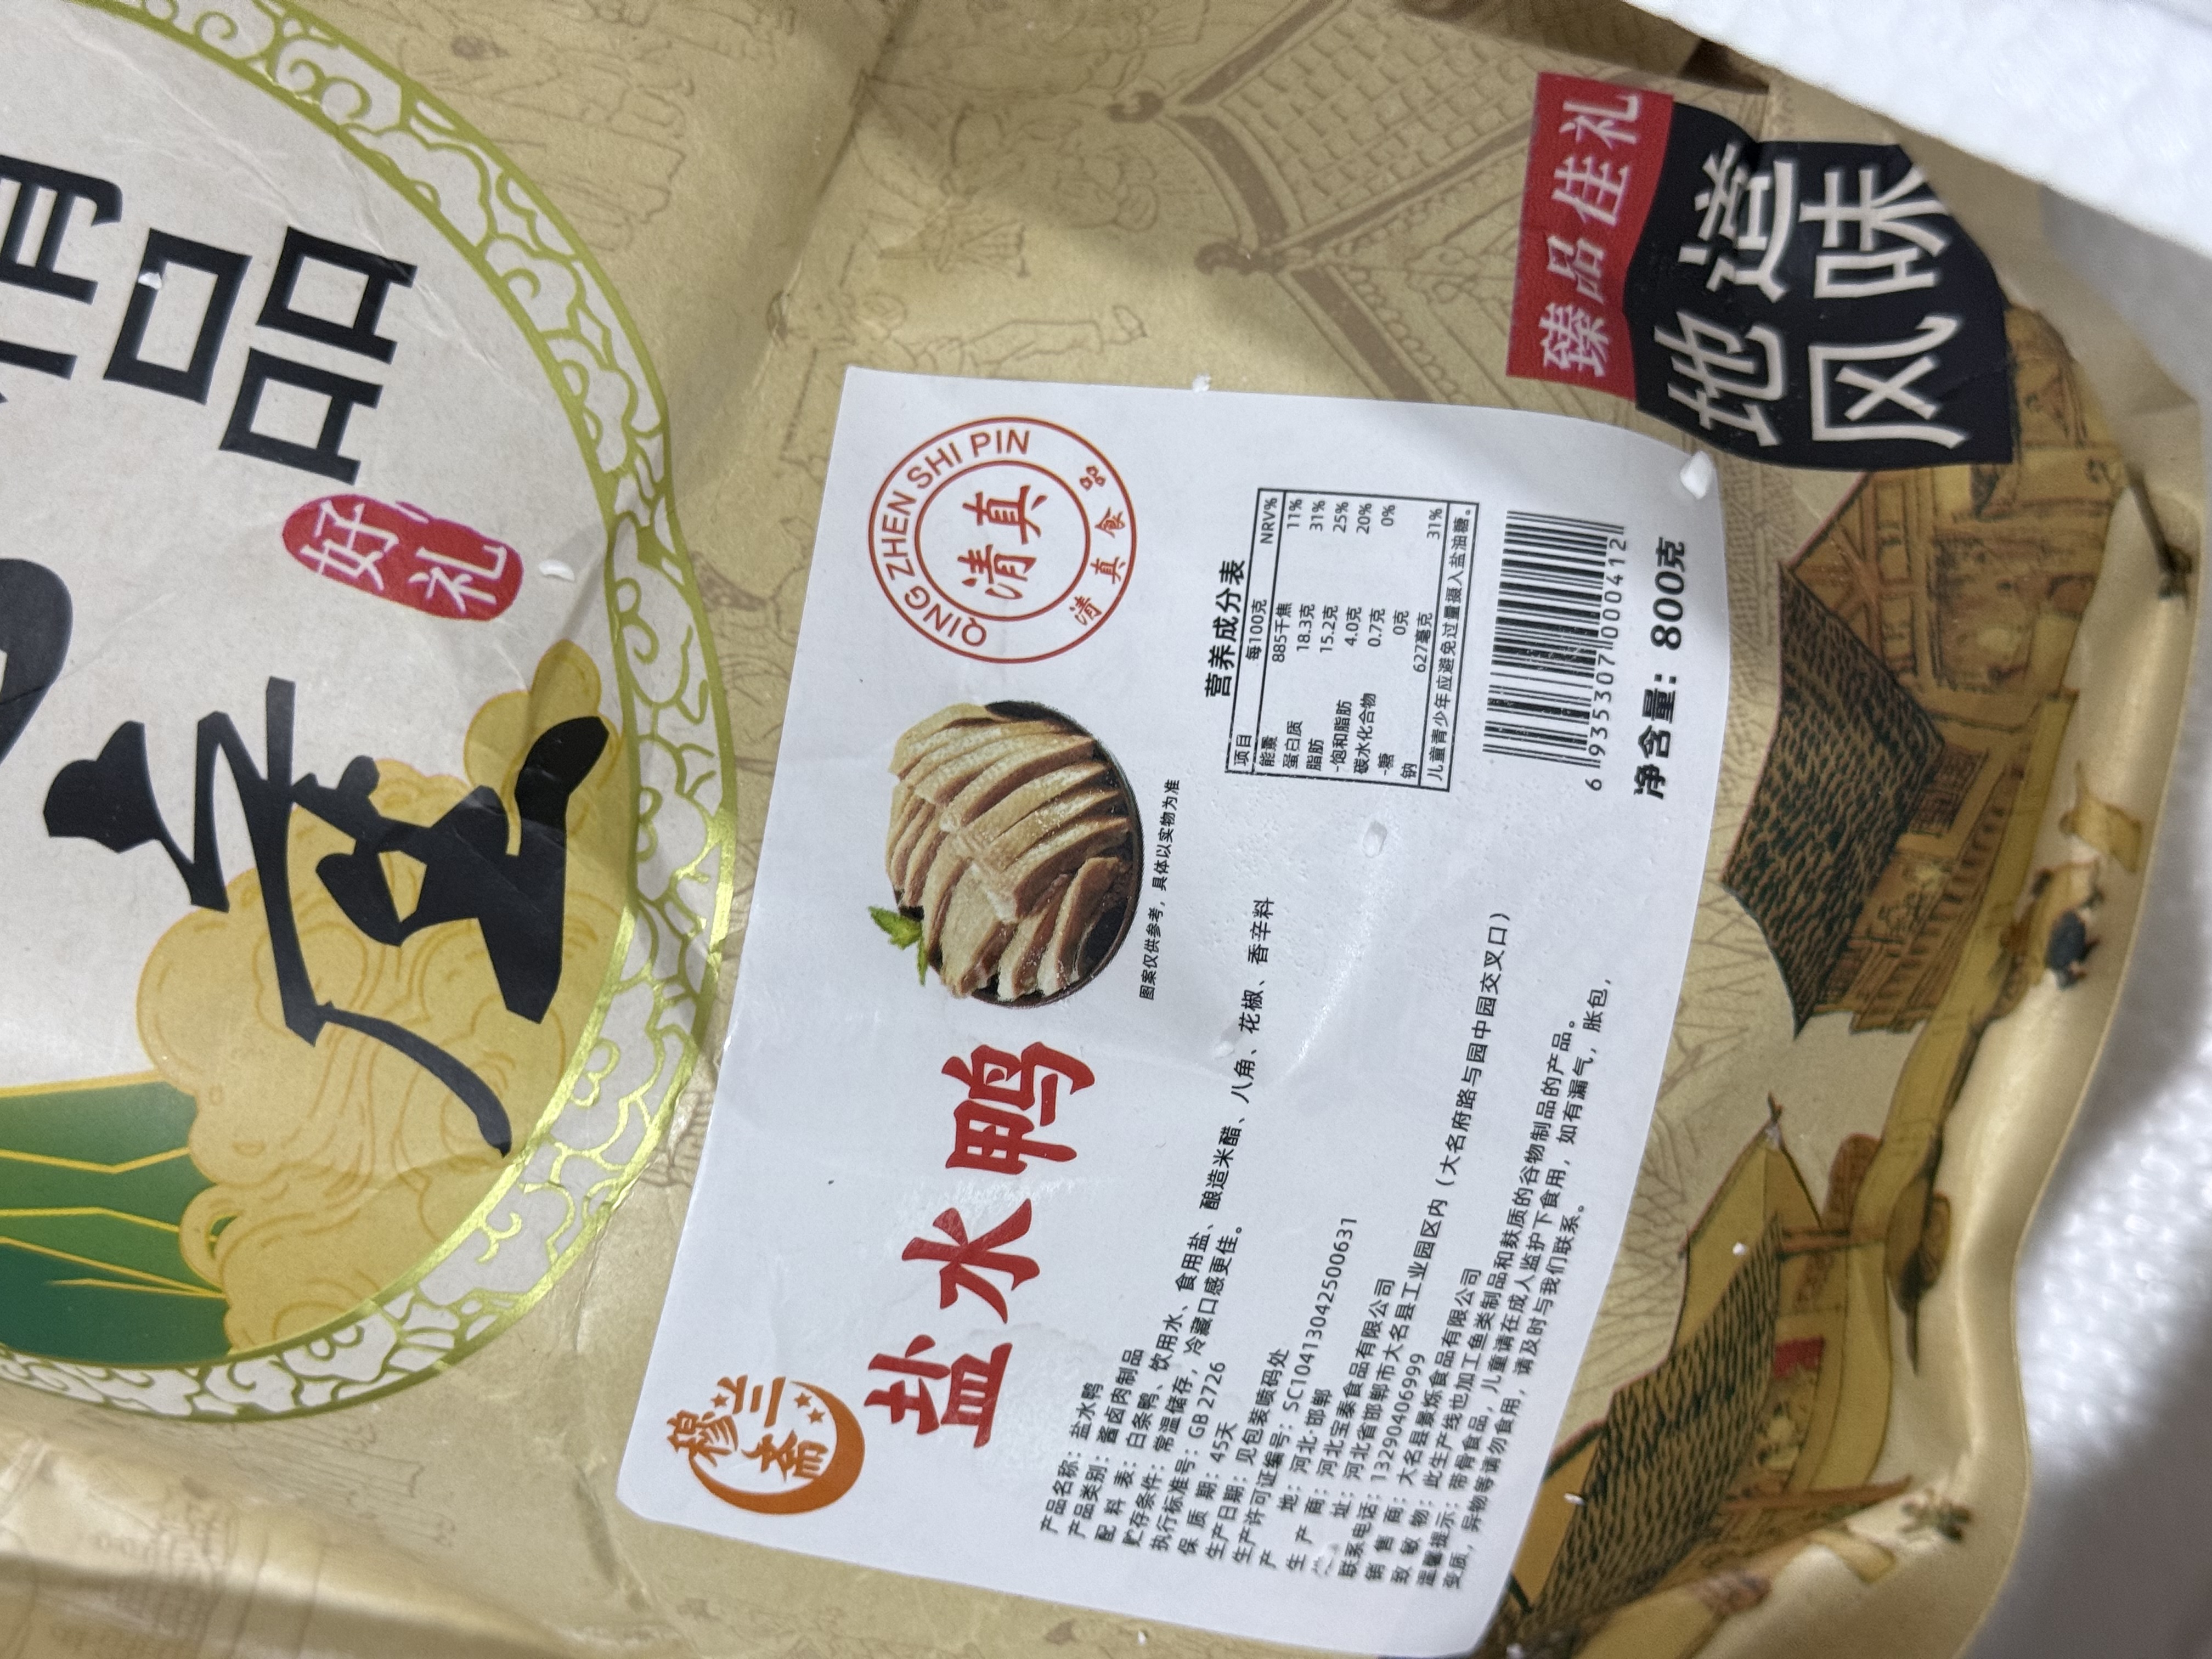 精
品
产
好
礼
穆
兰
斋
盐水鸭
QING ZHEN SHI PIN
清真
清真食品
图案仅供参考，具体以实物为准
产品名称：盐水鸭
产品类别：酱卤肉制品
配 料 表：白条鸭、饮用水、食用盐、酿造米醋、八角、花椒、香辛料
贮存条件：常温储存，冷藏口感更佳。
执行标准号：GB 2726
保 质 期：45天
生产日期：见包装喷码处
生产许可证编号：SC10413042500631
产 地：河北·邯郸
生 产 商：河北宝泰食品有限公司
址：河北省邯郸市大名县工业园区内（大名府路与园中园交叉口）
联系电话：13290406999
销 售 商：大名县景烁食品有限公司
致 敏 物：此生产线也加工鱼类制品和麸质的谷物制品的产品。
温馨提示：带骨食品，儿童请在成人监护下食用，如有漏气，胀包，
变质，异物等请勿食用，请及时与我们联系。
营养成分表
项目 每100克 NRV%
能量 885千焦 11%
蛋白质 18.3克 31%
脂肪 15.2克 25%
-饱和脂肪 4.0克 20%
碳水化合物 0.7克 0%
-糖 0克
钠 627毫克 31%
儿童青少年应避免过量摄入盐油糖。
6 935307 000412
净含量：800克
臻品佳礼
地道
风味